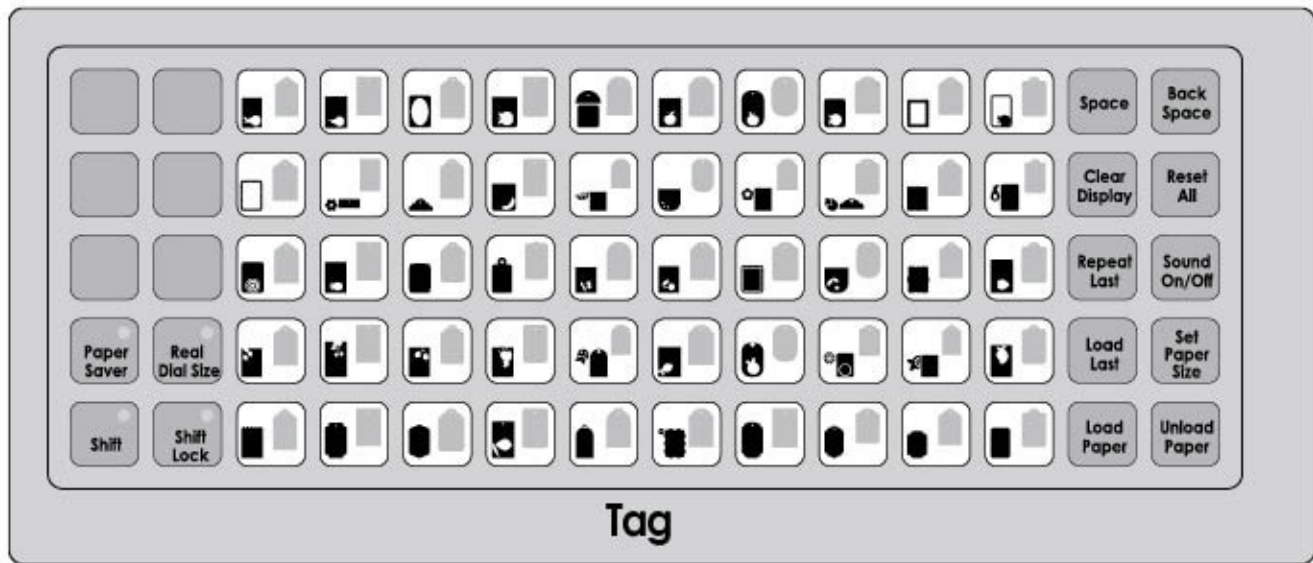 Space
Back
Space
Clear
Display
Reset
All
Repeat
Last
Sound
On/Off
Paper
Saver
Real
Dial Size
Load
Last
Set
Paper
Size
Shift
Shift
Lock
Load
Paper
Unload
Paper
Tag